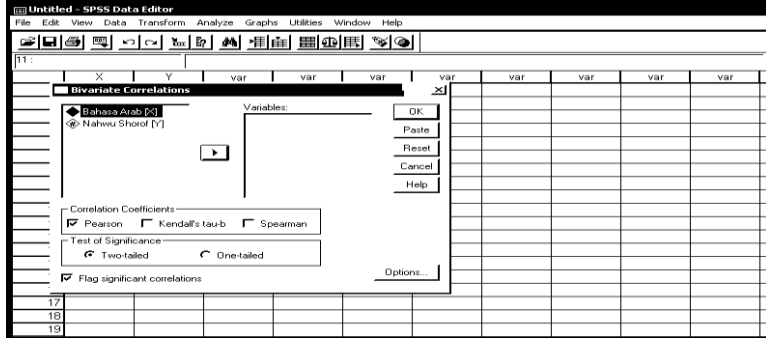 Untitled - SPSS Data Editor
File Edit View Data Transform Analyze Graphs Utilities Window Help
11 :
X Y var var var var var var var var
Bivariate Correlations
Bahasa Arab [X]
Nahwu Shorof [Y]
Variables:
OK
Paste
Reset
Cancel
Help
Correlation Coefficients
Pearson Kendall's tau-b Spearman
Test of Significance
Two-tailed One-tailed
Flag significant correlations
Options...
17
18
19